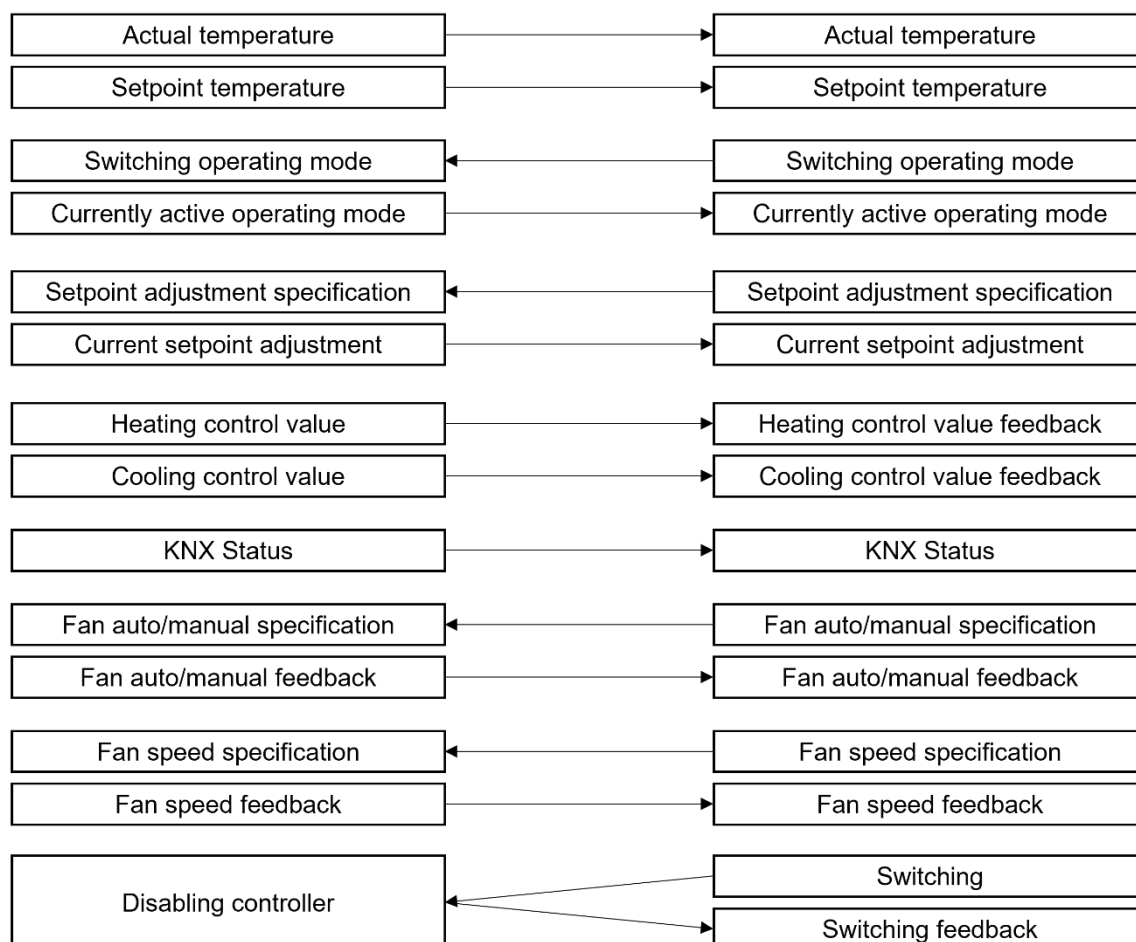 Actual temperature
Actual temperature
Setpoint temperature
Setpoint temperature
Switching operating mode
Switching operating mode
Currently active operating mode
Currently active operating mode
Setpoint adjustment specification
Setpoint adjustment specification
Current setpoint adjustment
Current setpoint adjustment
Heating control value
Heating control value feedback
Cooling control value
Cooling control value feedback
KNX Status
KNX Status
Fan auto/manual specification
Fan auto/manual specification
Fan auto/manual feedback
Fan auto/manual feedback
Fan speed specification
Fan speed specification
Fan speed feedback
Fan speed feedback
Disabling controller
Switching
Switching feedback